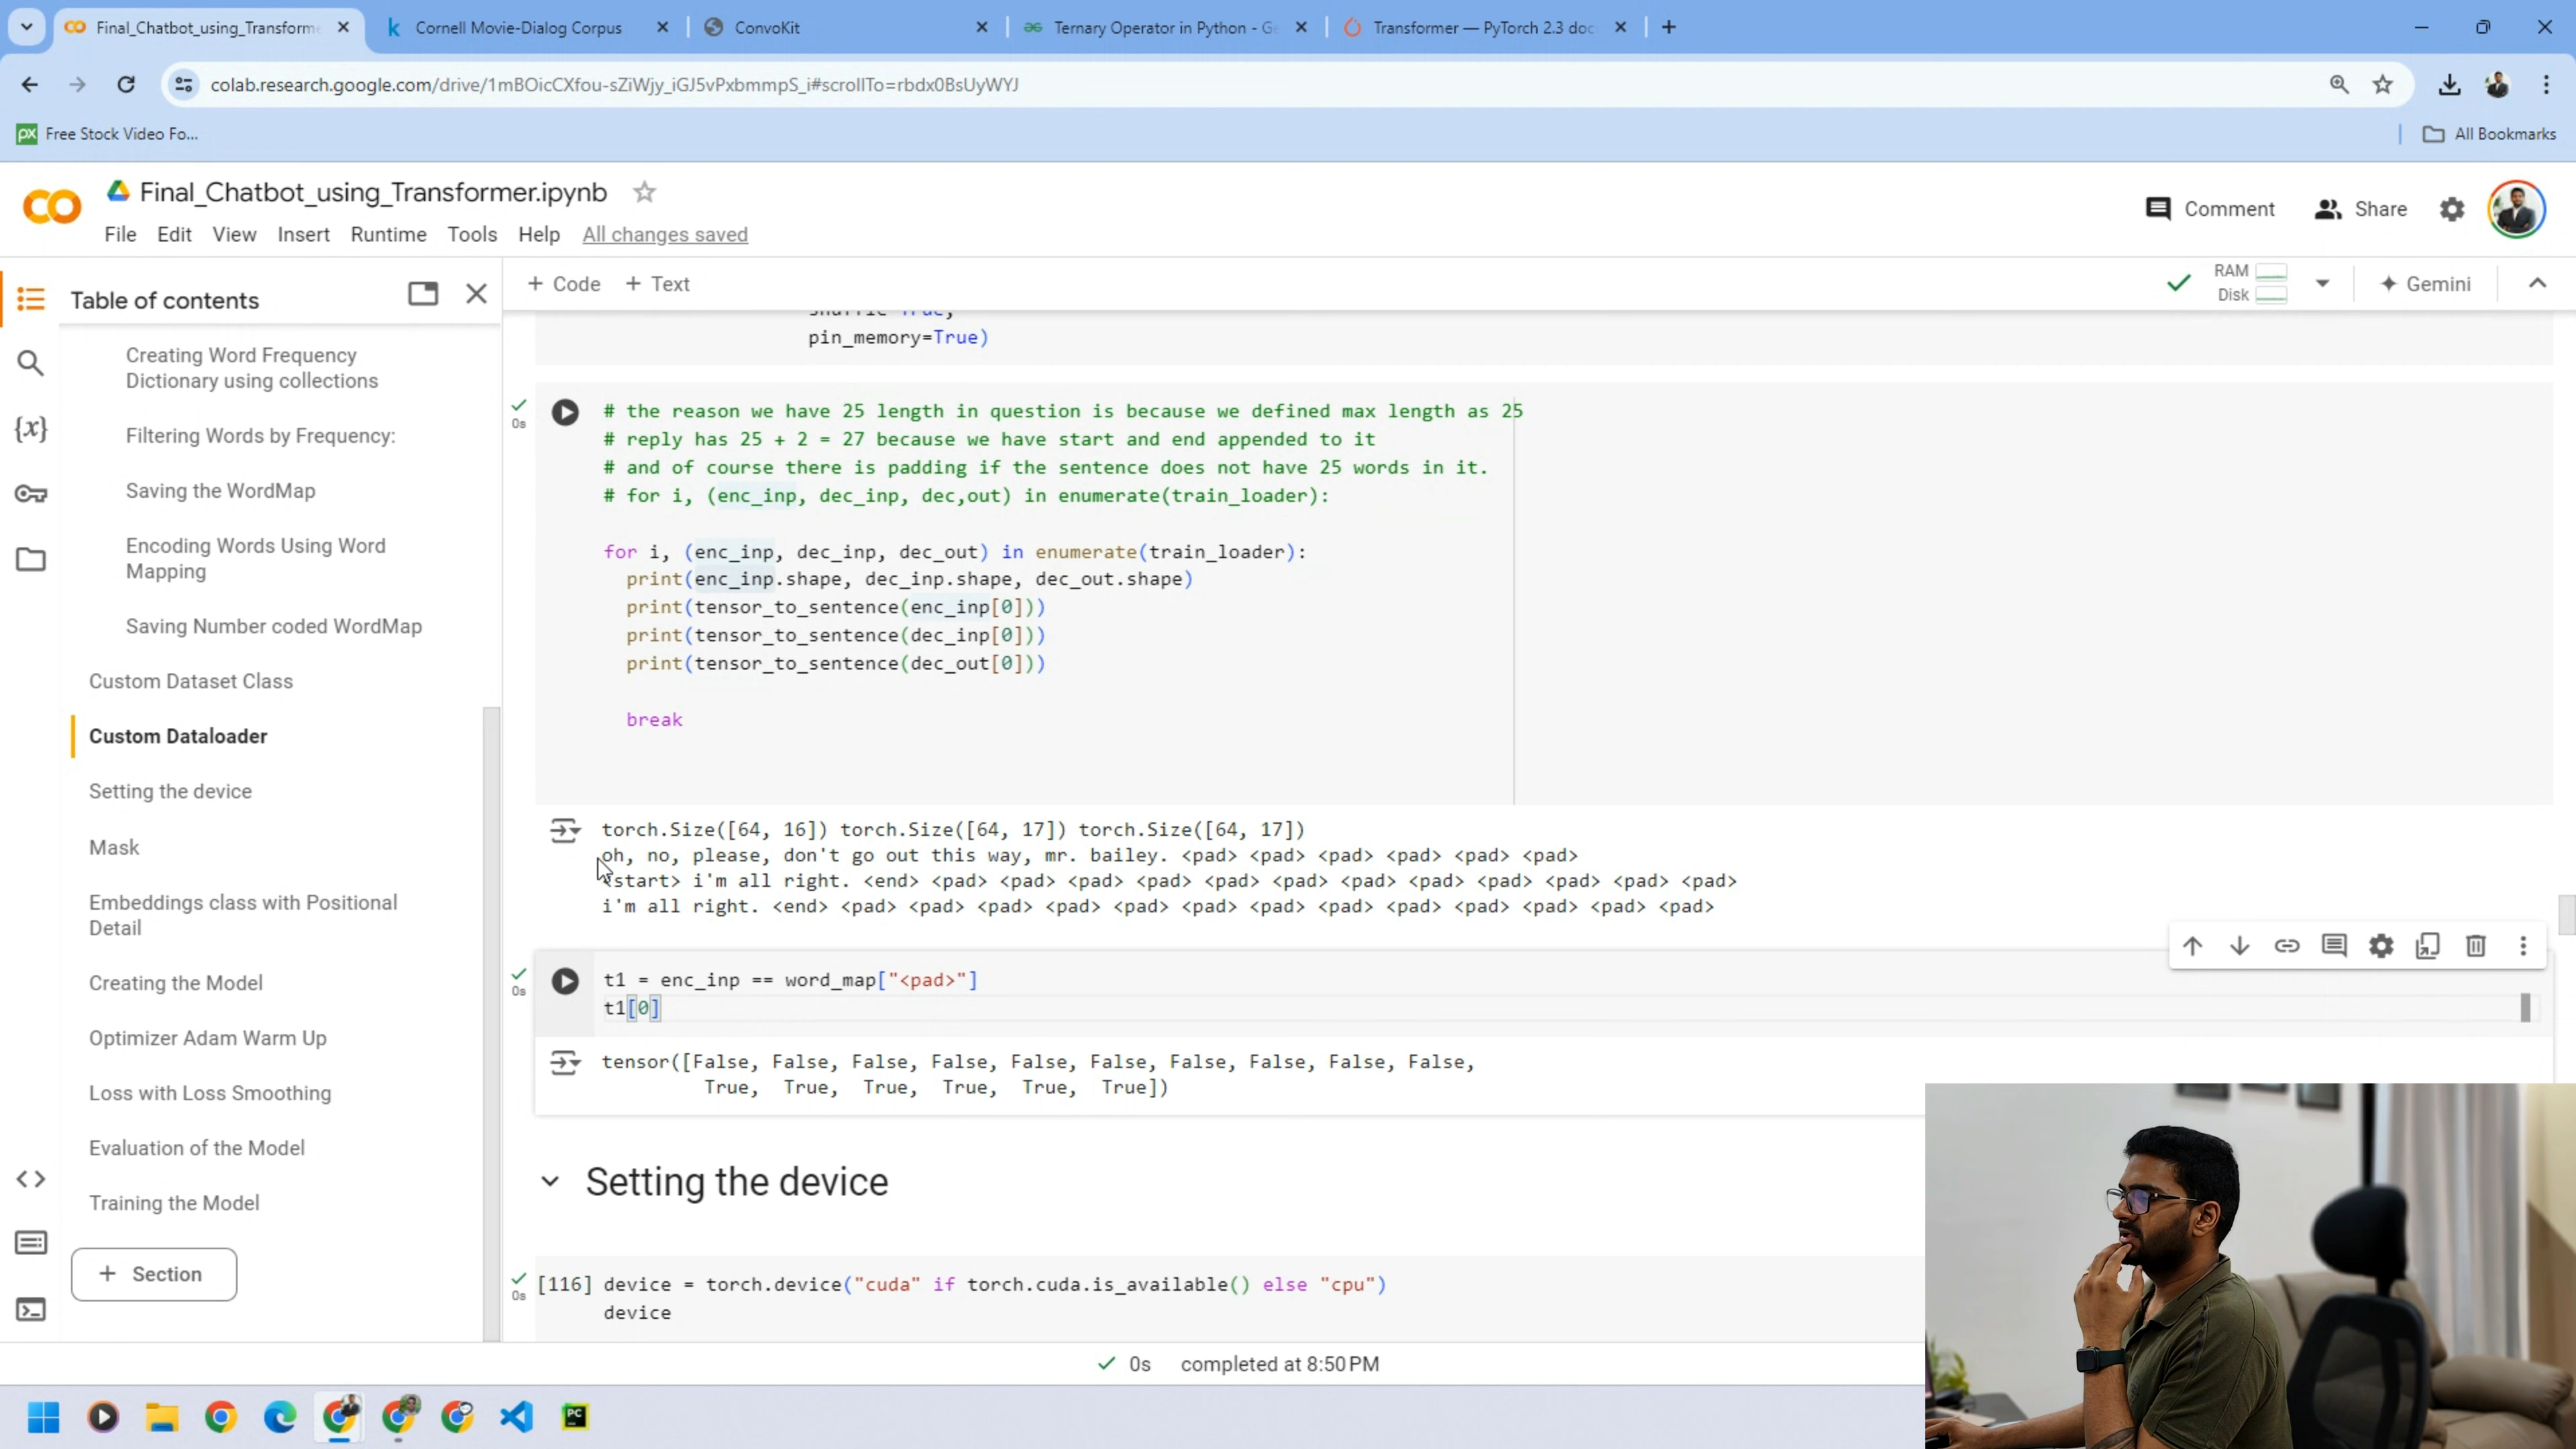 Final_Chatbot_using_Transforme
Cornell Movie-Dialog Corpus
ConvoKit
Ternary Operator in Python - Ge
Transformer — PyTorch 2.3 doc
colab.research.google.com/drive/1mBOicCXfou-sZiWjy_iGJ5vPxbmmpS_i#scrollTo=rbdx0BsUyWYJ
px Free Stock Video Fo...
All Bookmarks
Final_Chatbot_using_Transformer.ipynb
File Edit View Insert Runtime Tools Help All changes saved
Comment
Share
Table of contents
+ Code + Text
RAM
Disk
Gemini
Creating Word Frequency
Dictionary using collections
Filtering Words by Frequency:
Saving the WordMap
Encoding Words Using Word
Mapping
Saving Number coded WordMap
Custom Dataset Class
Custom Dataloader
Setting the device
Mask
Embeddings class with Positional
Detail
Creating the Model
Optimizer Adam Warm Up
Loss with Loss Smoothing
Evaluation of the Model
Training the Model
+ Section
pin_memory=True)
0s
# the reason we have 25 length in question is because we defined max length as 25
# reply has 25 + 2 = 27 because we have start and end appended to it
# and of course there is padding if the sentence does not have 25 words in it.
# for i, (enc_inp, dec_inp, dec,out) in enumerate(train_loader):
for i, (enc_inp, dec_inp, dec_out) in enumerate(train_loader):
print(enc_inp.shape, dec_inp.shape, dec_out.shape)
print(tensor_to_sentence(enc_inp[0]))
print(tensor_to_sentence(dec_inp[0]))
print(tensor_to_sentence(dec_out[0]))
break
torch.Size([64, 16]) torch.Size([64, 17]) torch.Size([64, 17])
oh, no, please, don't go out this way, mr. bailey. <pad> <pad> <pad> <pad> <pad> <pad>
<start> i'm all right. <end> <pad> <pad> <pad> <pad> <pad> <pad> <pad> <pad> <pad> <pad> <pad> <pad>
i'm all right. <end> <pad> <pad> <pad> <pad> <pad> <pad> <pad> <pad> <pad> <pad> <pad> <pad> <pad>
0s
t1 = enc_inp == word_map["<pad>"]
t1[0]
tensor([False, False, False, False, False, False, False, False, False, False,
True, True, True, True, True, True])
Setting the device
0s
[116] device = torch.device("cuda" if torch.cuda.is_available() else "cpu")
device
0s completed at 8:50 PM
PC